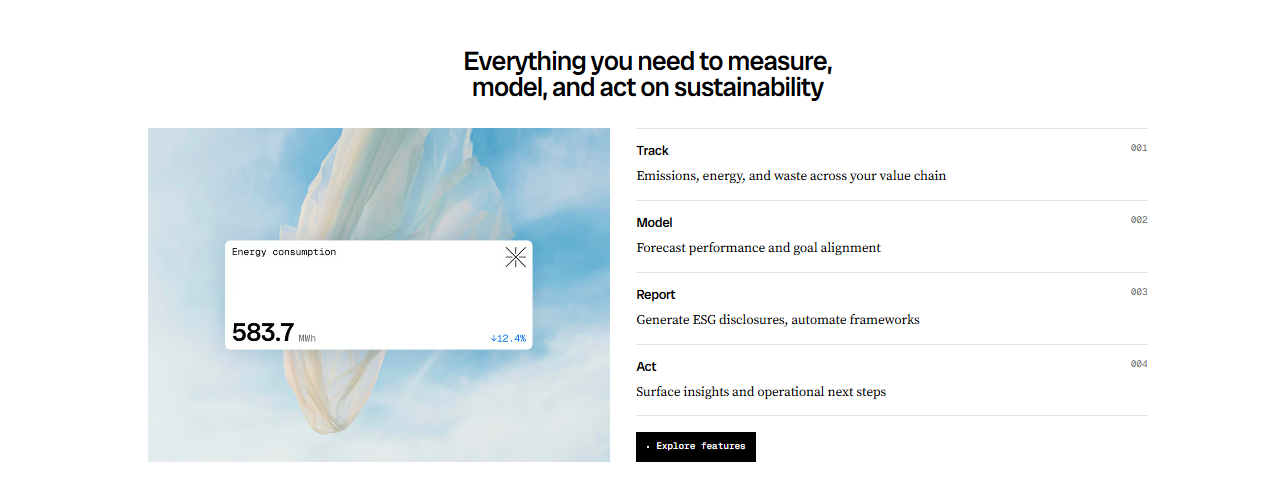 Everything you need to measure,
model, and act on sustainability
Energy consumption
583.7 MWh
↓12.4%
Track
001
Emissions, energy, and waste across your value chain
Model
002
Forecast performance and goal alignment
Report
003
Generate ESG disclosures, automate frameworks
Act
004
Surface insights and operational next steps
· Explore features